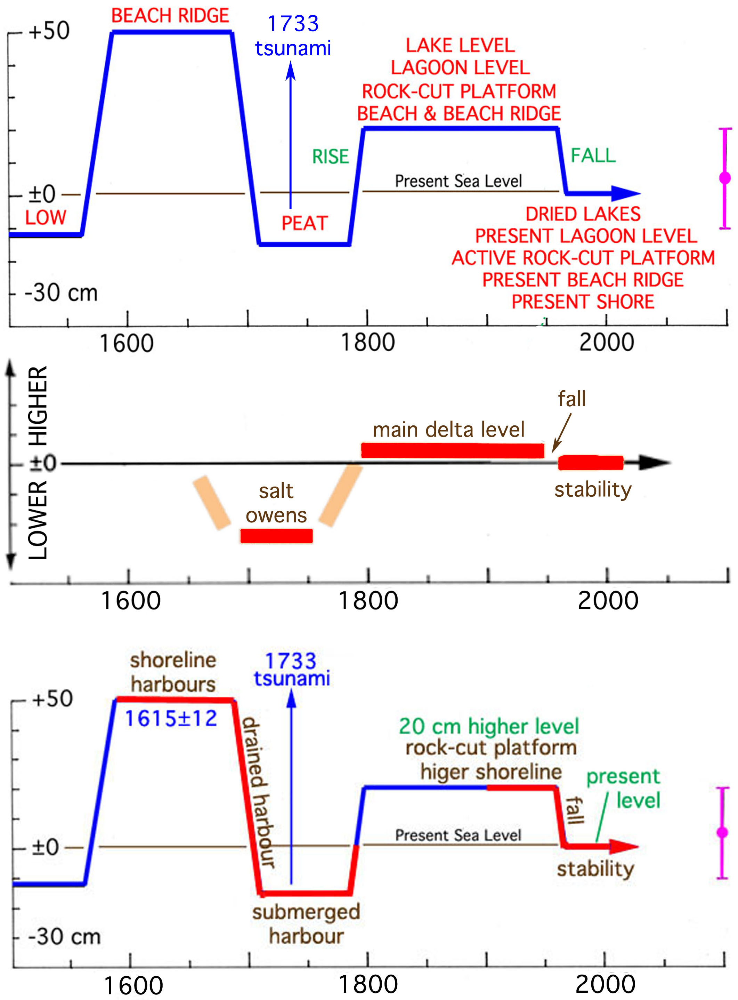 BEACH RIDGE
+50
1733
tsunami
LAKE LEVEL
LAGOON LEVEL
ROCK-CUT PLATFORM
BEACH & BEACH RIDGE
RISE
FALL
Present Sea Level
±0
LOW
PEAT
DRIED LAKES
PRESENT LAGOON LEVEL
ACTIVE ROCK-CUT PLATFORM
PRESENT BEACH RIDGE
PRESENT SHORE
-30 cm
1600
1800
2000
HIGHER
±0
LOWER
fall
main delta level
salt
owens
stability
1600
1800
2000
shoreline
harbours
1733
tsunami
+50
1615±12
drained harbour
20 cm higher level
rock-cut platform
higer shoreline
present
level
fall
Present Sea Level
±0
stability
submerged
harbour
-30 cm
1600
1800
2000